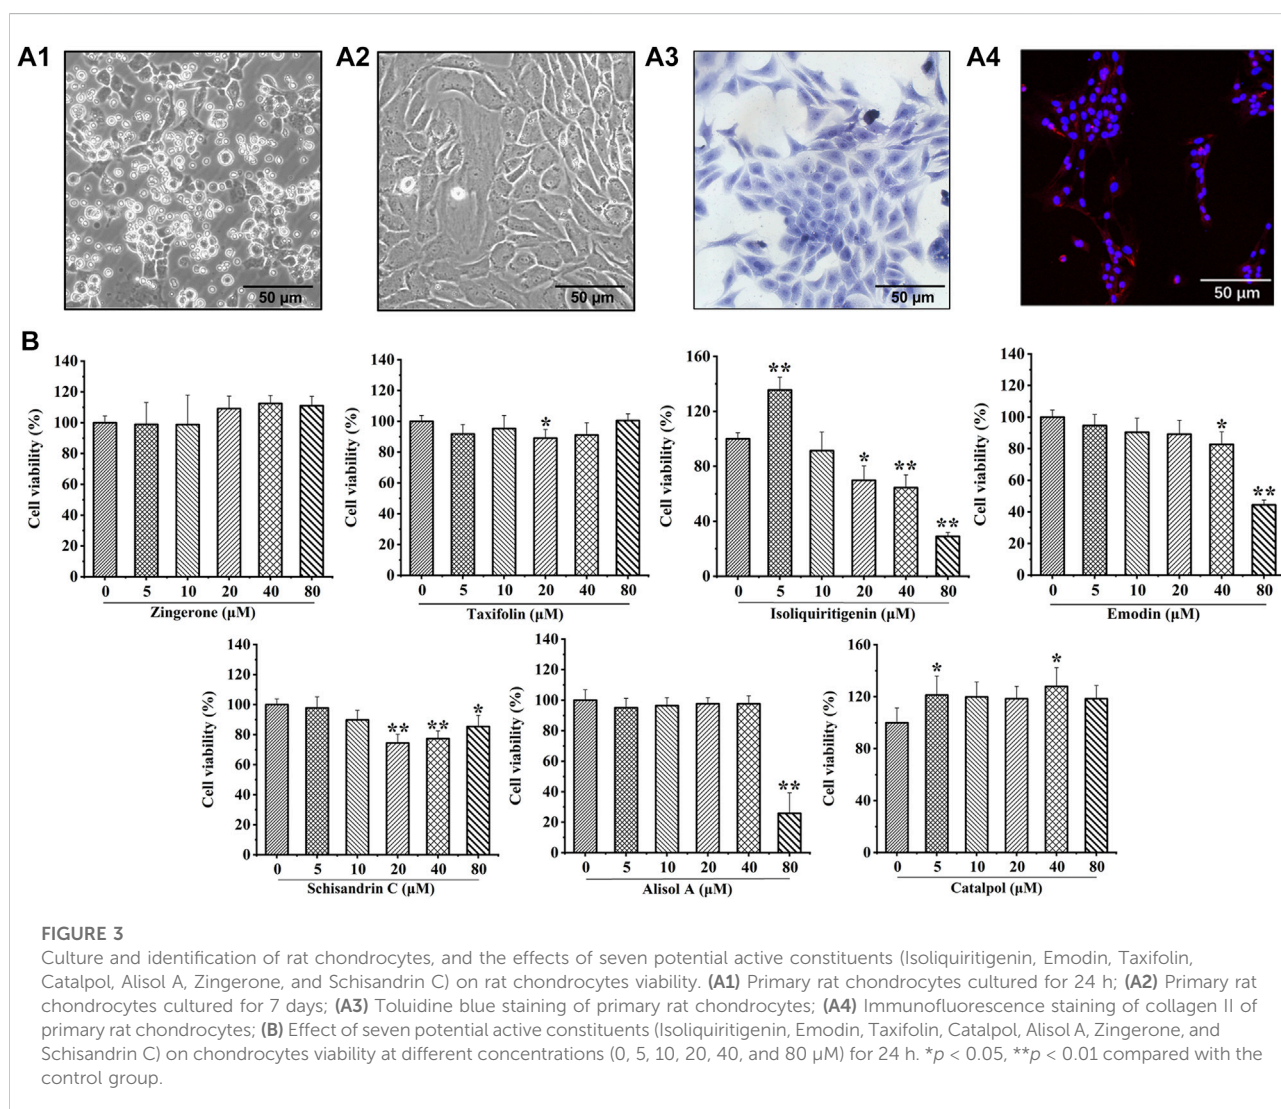 A1
A2
A3
A4
50 µm
50 µm
50 µm
50 µm
B
140
120
100
80
60
40
20
0
Cell viability (%)
0 5 10 20 40 80
Zingerone (µM)
140
120
100
80
60
40
20
0
Cell viability (%)
*
0 5 10 20 40 80
Taxifolin (µM)
160
120
80
40
0
Cell viability (%)
**
*
**
**
0 5 10 20 40 80
Isoliquiritigenin (µM)
140
120
100
80
60
40
20
0
Cell viability (%)
*
**
0 5 10 20 40 80
Emodin (µM)
140
120
100
80
60
40
20
0
Cell viability (%)
** ** *
0 5 10 20 40 80
Schisandrin C (µM)
140
120
100
80
60
40
20
0
Cell viability (%)
**
0 5 10 20 40 80
Alisol A (µM)
160
120
80
40
0
Cell viability (%)
* *
0 5 10 20 40 80
Catalpol (µM)
FIGURE 3
Culture and identification of rat chondrocytes, and the effects of seven potential active constituents (Isoliquiritigenin, Emodin, Taxifolin,
Catalpol, Alisol A, Zingerone, and Schisandrin C) on rat chondrocytes viability. (A1) Primary rat chondrocytes cultured for 24 h; (A2) Primary rat
chondrocytes cultured for 7 days; (A3) Toluidine blue staining of primary rat chondrocytes; (A4) Immunofluorescence staining of collagen II of
primary rat chondrocytes; (B) Effect of seven potential active constituents (Isoliquiritigenin, Emodin, Taxifolin, Catalpol, Alisol A, Zingerone, and
Schisandrin C) on chondrocytes viability at different concentrations (0, 5, 10, 20, 40, and 80 µM) for 24 h. *p < 0.05, **p < 0.01 compared with the
control group.